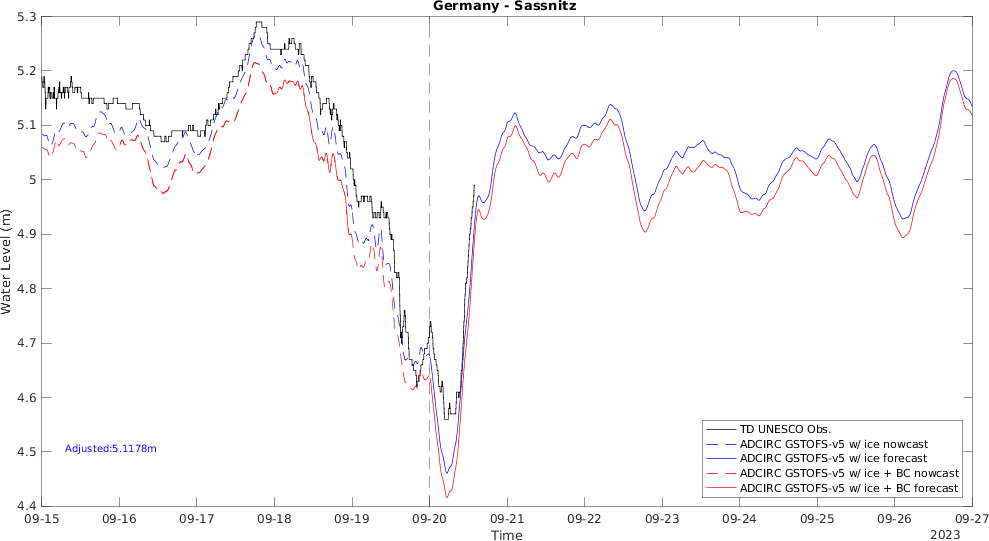 Germany - Sassnitz
5.3
5.2
5.1
5
4.9
4.8
4.7
4.6
4.5
4.4
Water Level (m)
Adjusted:5.1178m
TD UNESCO Obs.
ADCIRC GSTOFS-v5 w/ ice nowcast
ADCIRC GSTOFS-v5 w/ ice forecast
ADCIRC GSTOFS-v5 w/ ice + BC nowcast
ADCIRC GSTOFS-v5 w/ ice + BC forecast
09-15 09-16 09-17 09-18 09-19 09-20 09-21 09-22 09-23 09-24 09-25 09-26 09-27
Time
2023